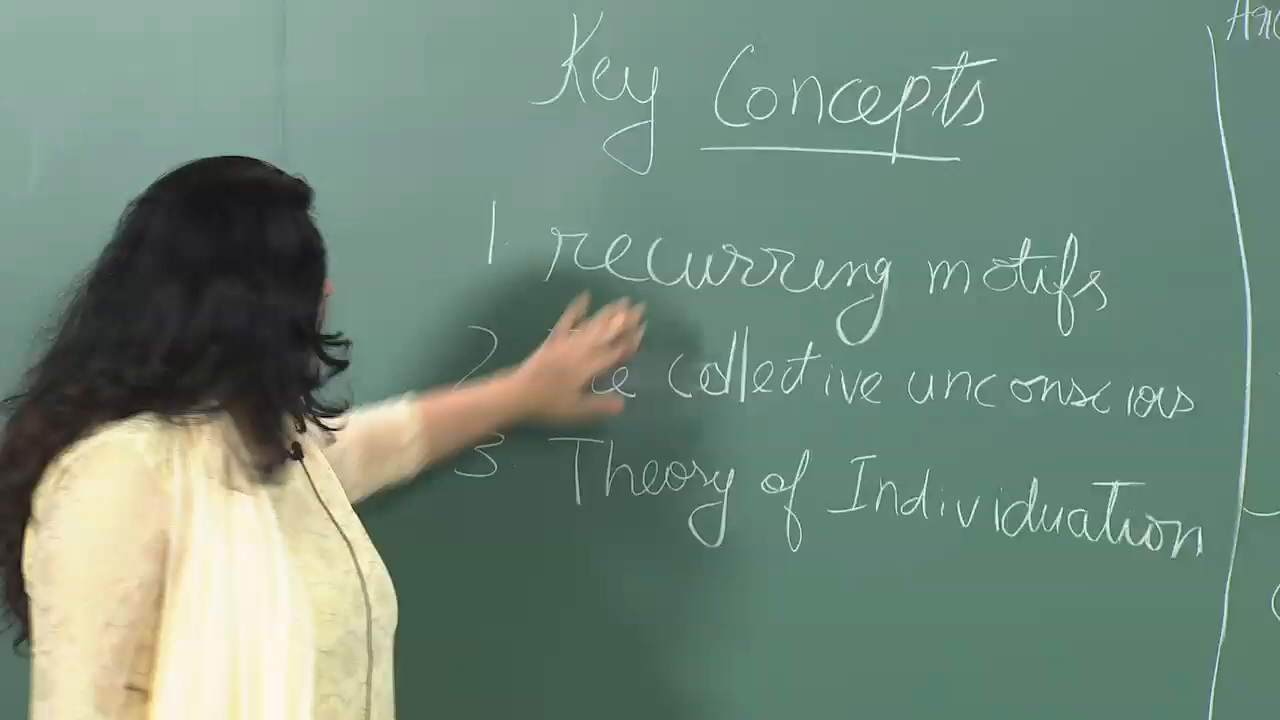 Key Concepts
1. recurring motifs
2 collective unconscious
3 Theory of Individuation